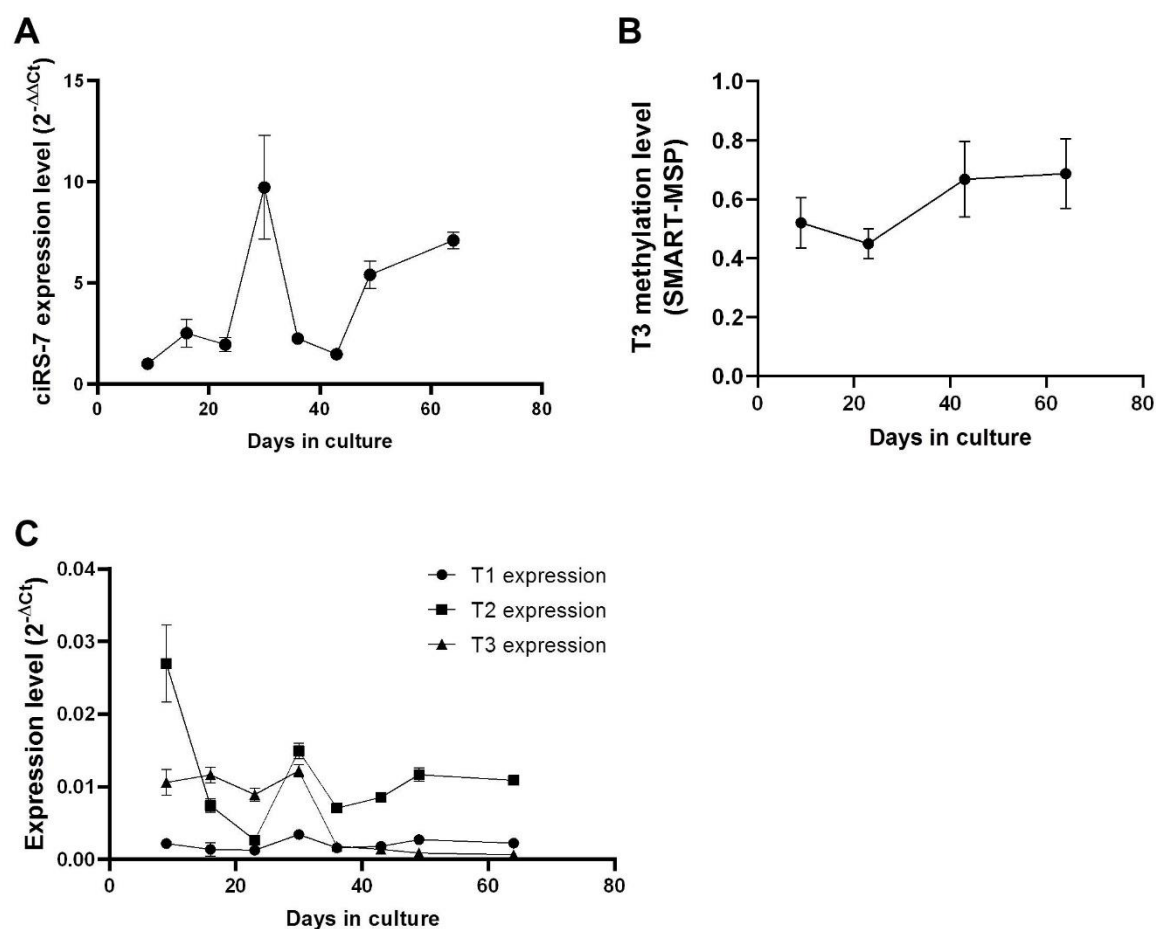 A
ciRS-7 expression level (2^-ΔΔCt)
15
10
5
0
0 20 40 60 80
Days in culture
B
T3 methylation level
(SMART-MSP)
1.0
0.8
0.6
0.4
0.2
0.0
0 20 40 60 80
Days in culture
C
Expression level (2^-ΔCt)
0.04
0.03
0.02
0.01
0.00
0 20 40 60 80
Days in culture
T1 expression
T2 expression
T3 expression